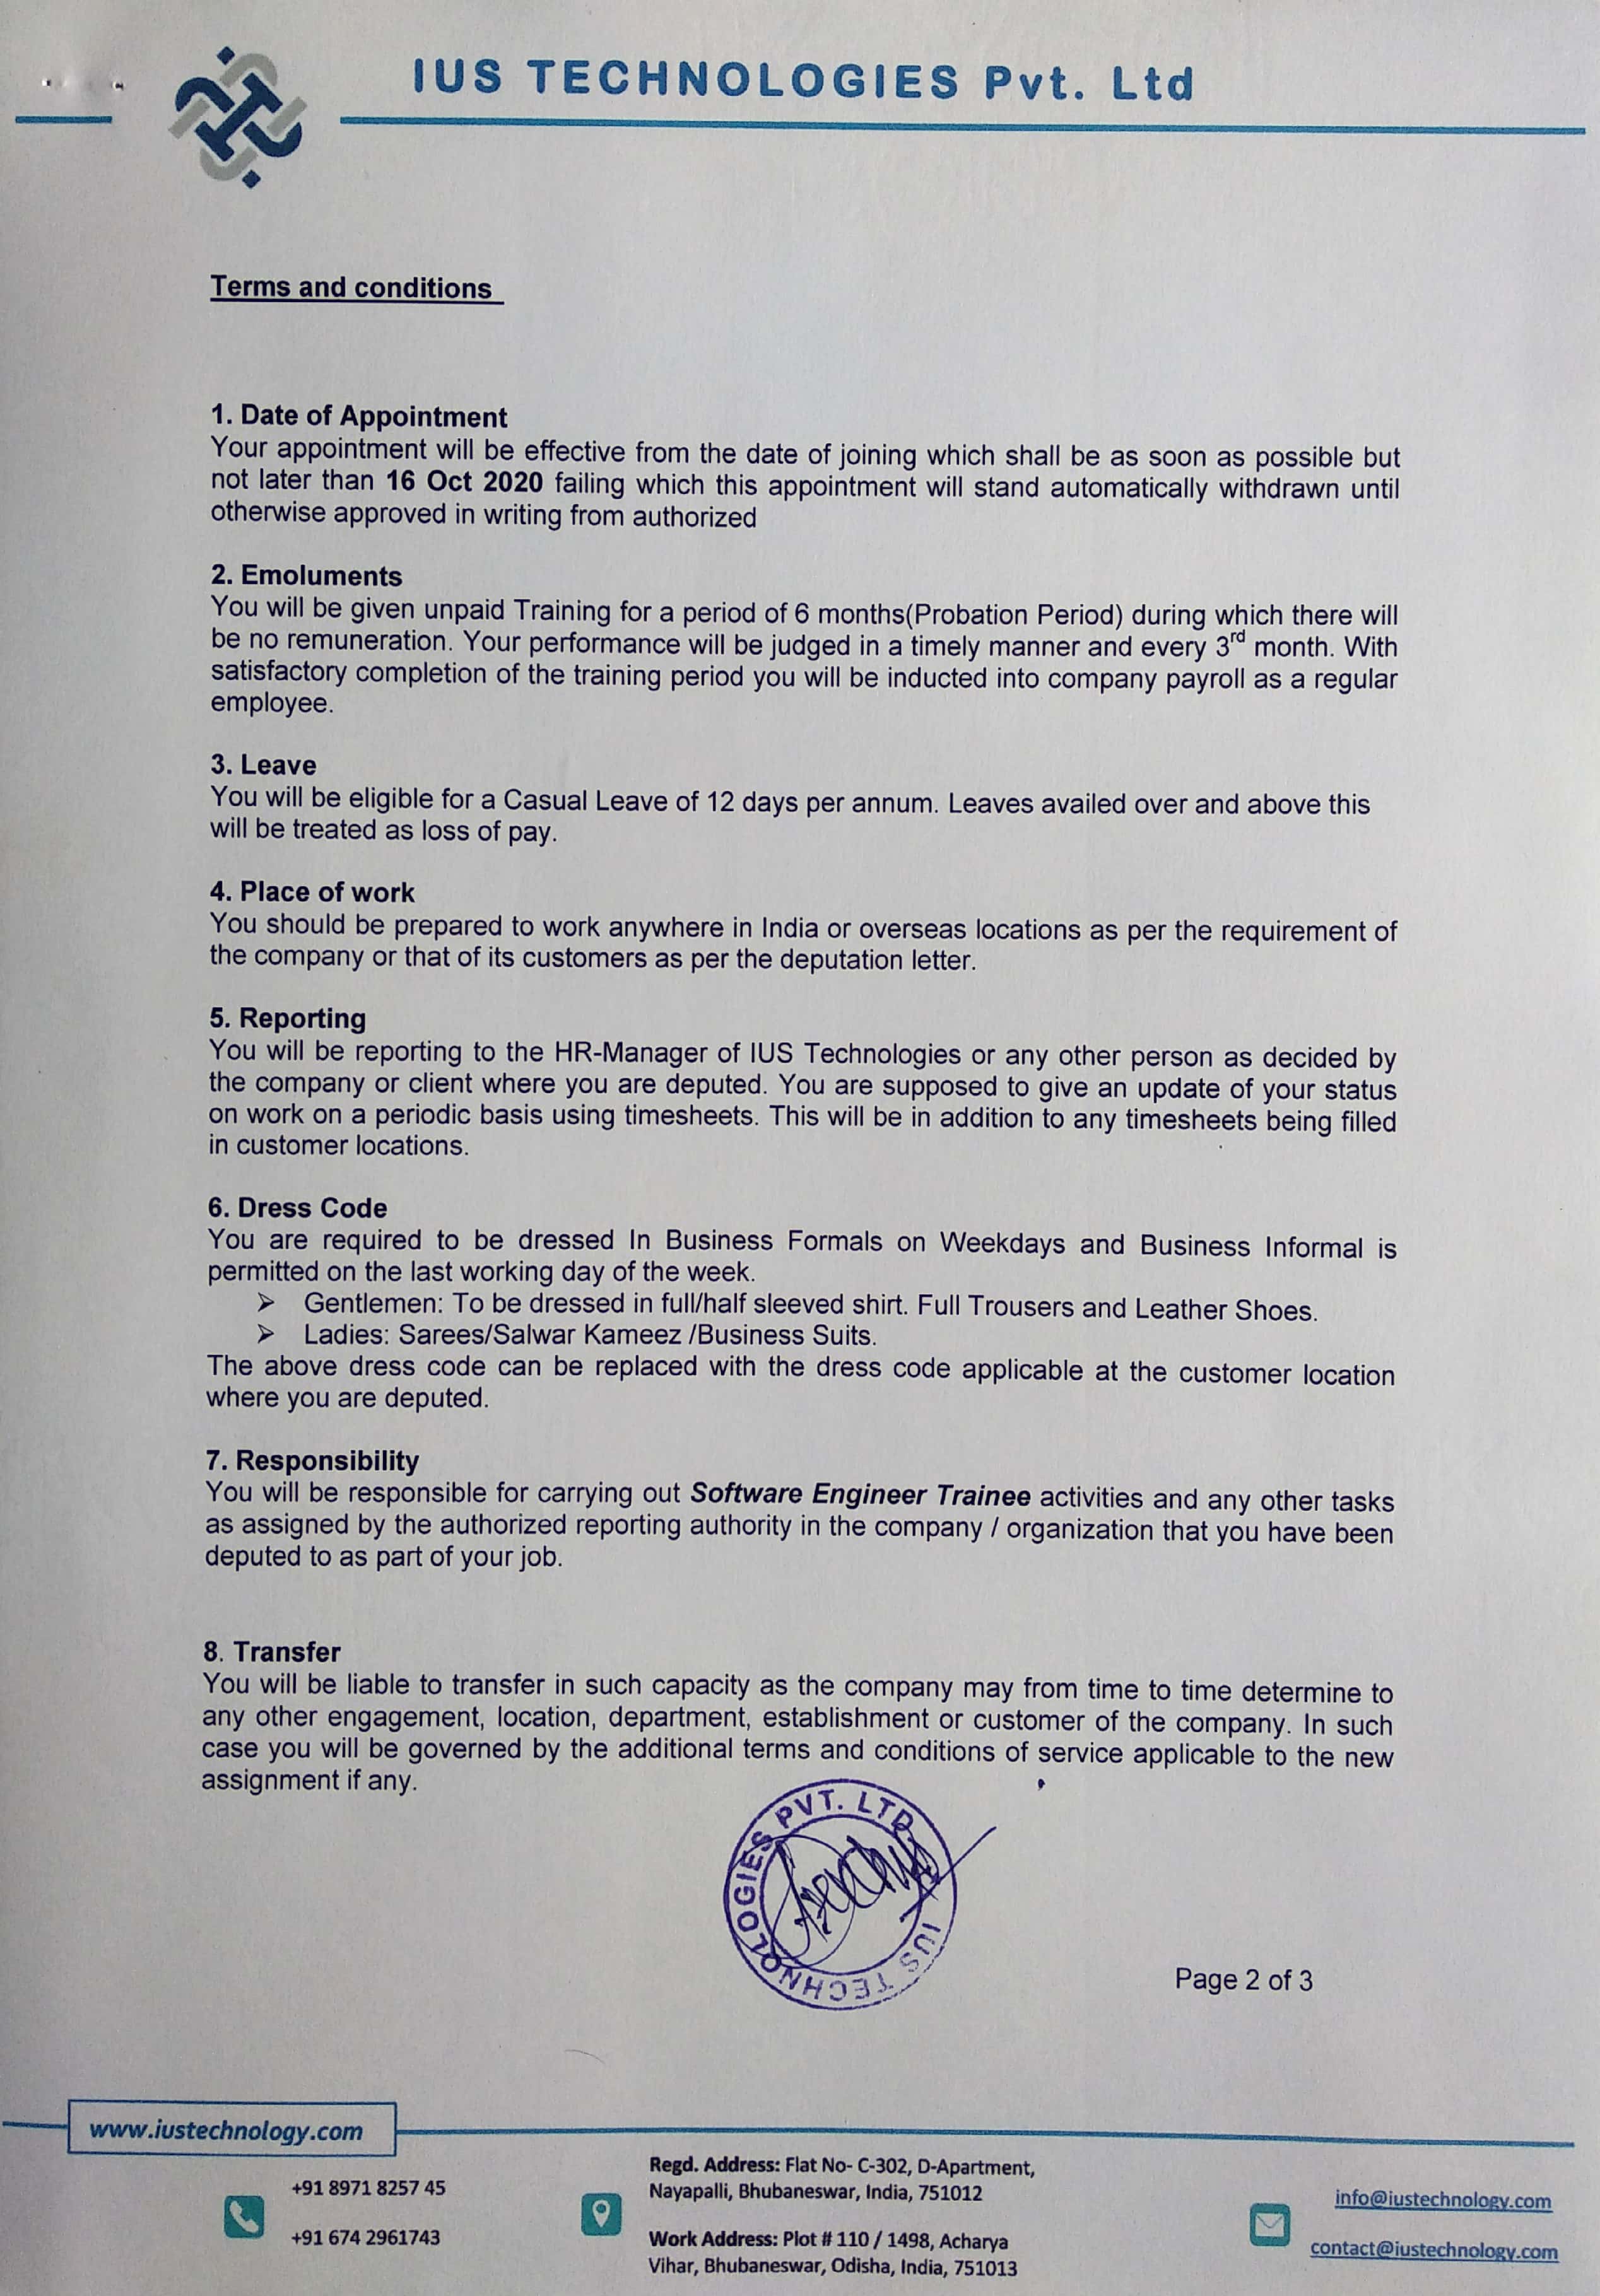 IUS TECHNOLOGIES Pvt. Ltd
Terms and conditions
1. Date of Appointment
Your appointment will be effective from the date of joining which shall be as soon as possible but
not later than 16 Oct 2020 failing which this appointment will stand automatically withdrawn until
otherwise approved in writing from authorized
2. Emoluments
You will be given unpaid Training for a period of 6 months(Probation Period) during which there will
be no remuneration. Your performance will be judged in a timely manner and every 3rd month. With
satisfactory completion of the training period you will be inducted into company payroll as a regular
employee.
3. Leave
You will be eligible for a Casual Leave of 12 days per annum. Leaves availed over and above this
will be treated as loss of pay.
4. Place of work
You should be prepared to work anywhere in India or overseas locations as per the requirement of
the company or that of its customers as per the deputation letter.
5. Reporting
You will be reporting to the HR-Manager of IUS Technologies or any other person as decided by
the company or client where you are deputed. You are supposed to give an update of your status
on work on a periodic basis using timesheets. This will be in addition to any timesheets being filled
in customer locations.
6. Dress Code
You are required to be dressed In Business Formals on Weekdays and Business Informal is
permitted on the last working day of the week.
➢ Gentlemen: To be dressed in full/half sleeved shirt. Full Trousers and Leather Shoes.
➢ Ladies: Sarees/Salwar Kameez /Business Suits.
The above dress code can be replaced with the dress code applicable at the customer location
where you are deputed.
7. Responsibility
You will be responsible for carrying out Software Engineer Trainee activities and any other tasks
as assigned by the authorized reporting authority in the company / organization that you have been
deputed to as part of your job.
8. Transfer
You will be liable to transfer in such capacity as the company may from time to time determine to
any other engagement, location, department, establishment or customer of the company. In such
case you will be governed by the additional terms and conditions of service applicable to the new
assignment if any.
IUS TECHNOLOGIES PVT. LTD
Page 2 of 3
www.iustechnology.com
+91 8971 8257 45
+91 674 2961743
Regd. Address: Flat No- C-302, D-Apartment,
Nayapalli, Bhubaneswar, India, 751012
Work Address: Plot # 110 / 1498, Acharya
Vihar, Bhubaneswar, Odisha, India, 751013
info@iustechnology.com
contact@iustechnology.com